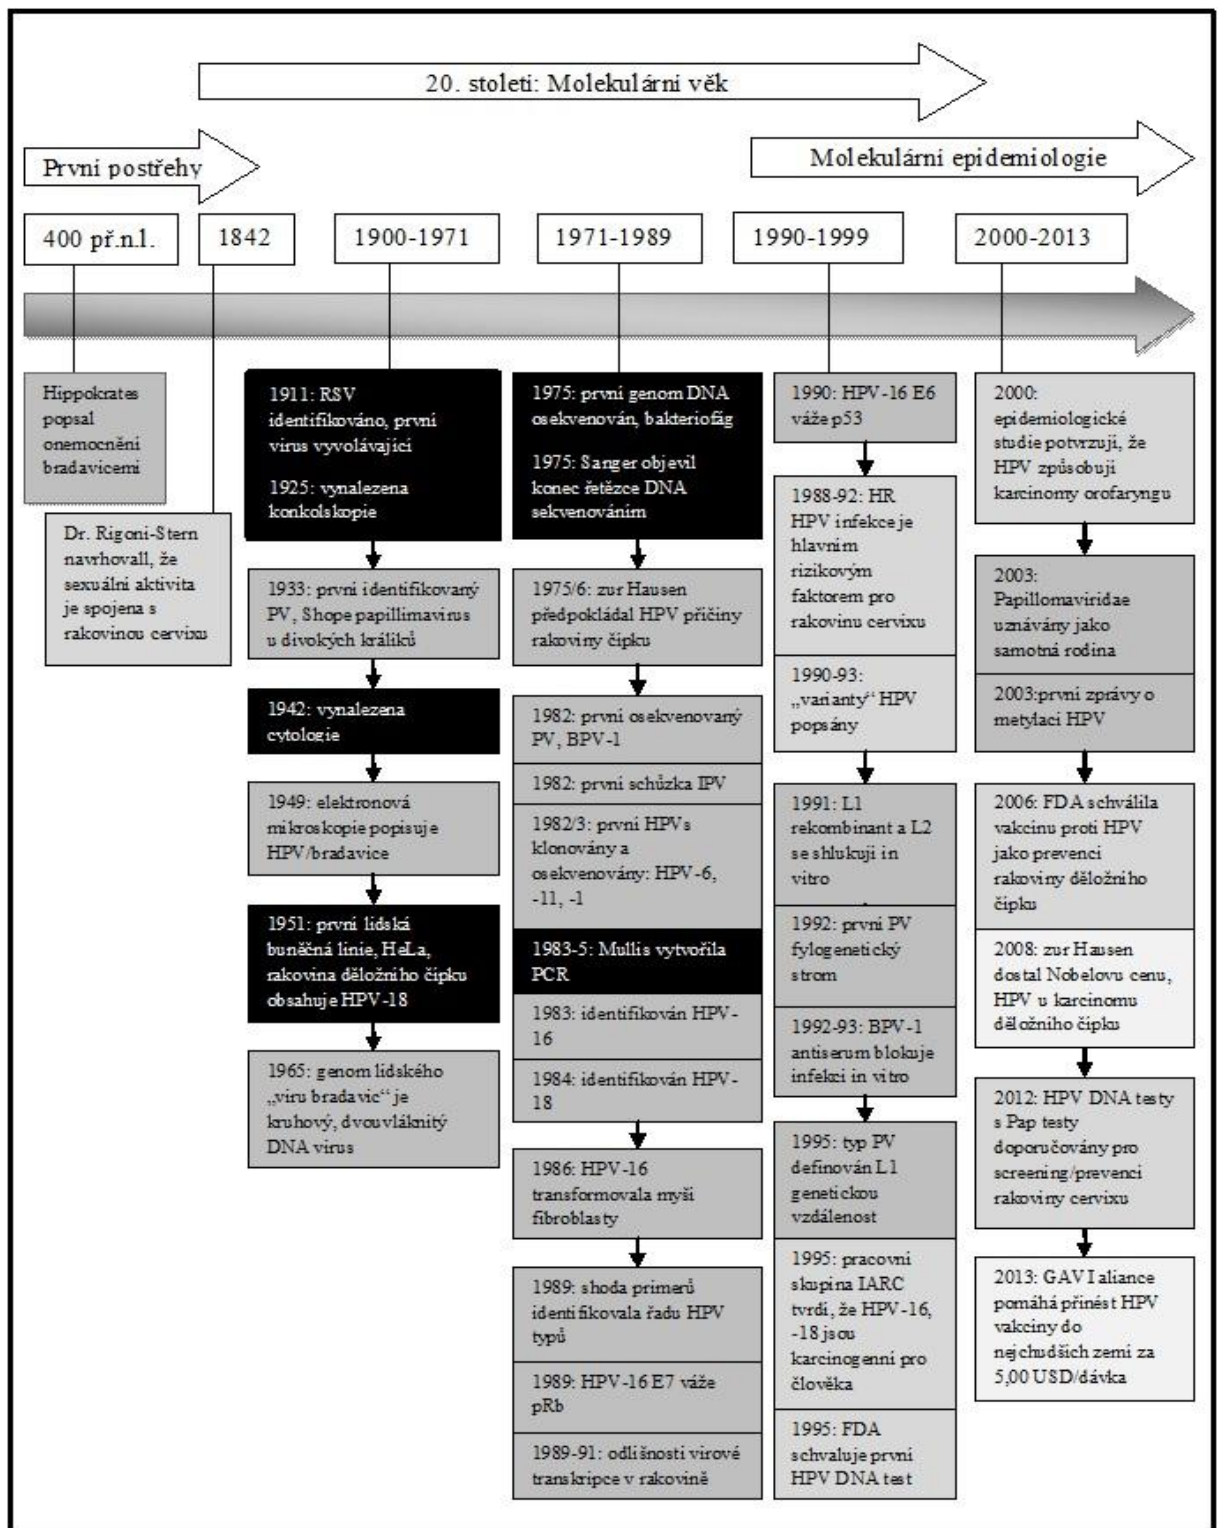 20. století: Molekulární věk
První postřehy
Molekulární epidemiologie
400 př.n.l.
1842
1900-1971
1971-1989
1990-1999
2000-2013
Hippokrates
popsal
onemocnění
bradavicemi
Dr. Rigoni-Stern
navrhovall, že
sexuální aktivita
je spojena s
rakovinou cervixu
1911: RSV
identifikováno, první
virus vyvolávající
1925: vynalezena
konkolskopie
1933: první identifikovaný
PV, Shope papillimavirus
u divokých králíků
1942: vynalezena
cytologie
1949: elektronová
mikroskopie popisuje
HPV/bradavice
1951: první lidská
buněčná linie, HeLa,
rakovina děložního čípku
obsahuje HPV-18
1965: genom lidského
„viru bradavic“ je
kruhový, dvouvláknitý
DNA virus
1975: první genom DNA
osekvenován, bakteriofág
1975: Sanger objevil
konec řetězce DNA
sekvenováním
1975/6: zur Hausen
předpokládal HPV příčiny
rakoviny čípku
1982: první osekvenovaný
PV, BPV-1
1982: první schůzka IPV
1982/3: první HPVs
klonovány a
osekvenovány: HPV-6,
-11, -1
1983-5: Mullis vytvořila
PCR
1983: identifikován HPV-
16
1984: identifikován HPV-
18
1986: HPV-16
transformovala myší
fibroblasty
1989: shoda primerů
identifikovala řadu HPV
typů
1989: HPV-16 E7 váže
pRb
1989-91: odlišnosti virové
transkripce v rakovině
1990: HPV-16 E6
váže p53
1988-92: HR
HPV infekce je
hlavním
rizikovým
faktorem pro
rakovinu cervixu
1990-93:
„varianty“ HPV
popsány
1991: L1
rekombinant a L2
se shlukují in
vitro
1992: první PV
fylogenetický
strom
1992-93: BPV-1
antiserum blokuje
infekci in vitro
1995: typ PV
definován L1
genetickou
vzdálenost
1995: pracovní
skupina IARC
tvrdí, že HPV-16,
-18 jsou
karcinogenní pro
člověka
1995: FDA
schvaluje první
HPV DNA test
2000:
epidemiologické
studie potvrzují, že
HPV způsobují
karcinomy orofaryngu
2003:
Papillomaviridae
uznávány jako
samotná rodina
2003:první zprávy o
metylaci HPV
2006: FDA schválila
vakcínu proti HPV
jako prevenci
rakoviny děložního
čípku
2008: zur Hausen
dostal Nobelovu cenu,
HPV u karcinomu
děložního čípku
2012: HPV DNA testy
s Pap testy
doporučovány pro
screening/prevenci
rakoviny cervixu
2013: GAVI aliance
pomáhá přinést HPV
vakcíny do
nejchudších zemí za
5,00 USD/dávka